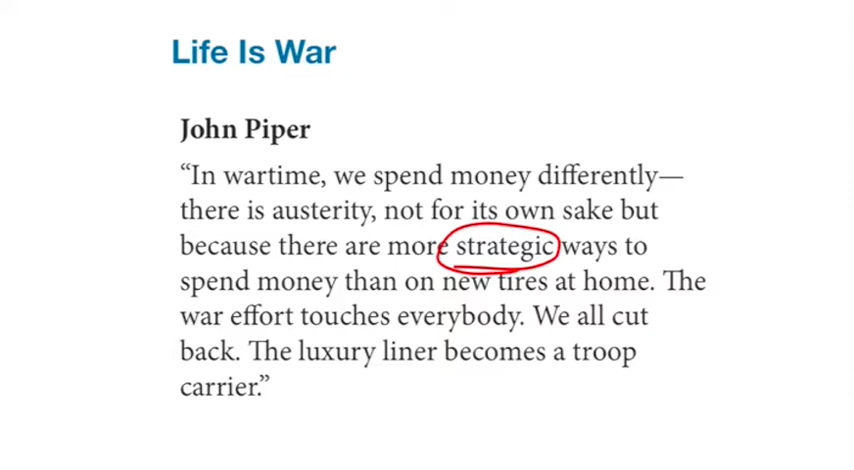 Life Is War
John Piper
“In wartime, we spend money differently—
there is austerity, not for its own sake but
because there are more strategic ways to
spend money than on new tires at home. The
war effort touches everybody. We all cut
back. The luxury liner becomes a troop
carrier.”